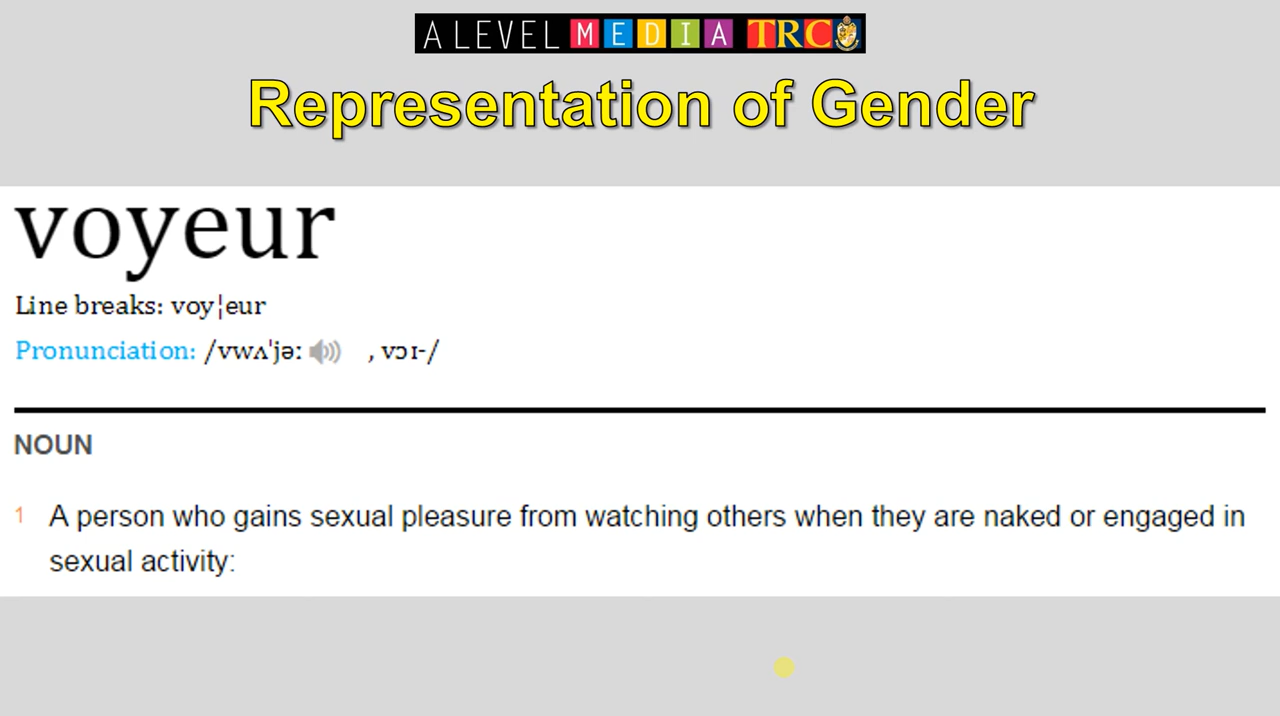 A LEVEL MEDIA TRC
Representation of Gender
voyeur
Line breaks: voy¦eur
Pronunciation: /vwʌˈjəː , vɔɪ-/
NOUN
1 A person who gains sexual pleasure from watching others when they are naked or engaged in
sexual activity: